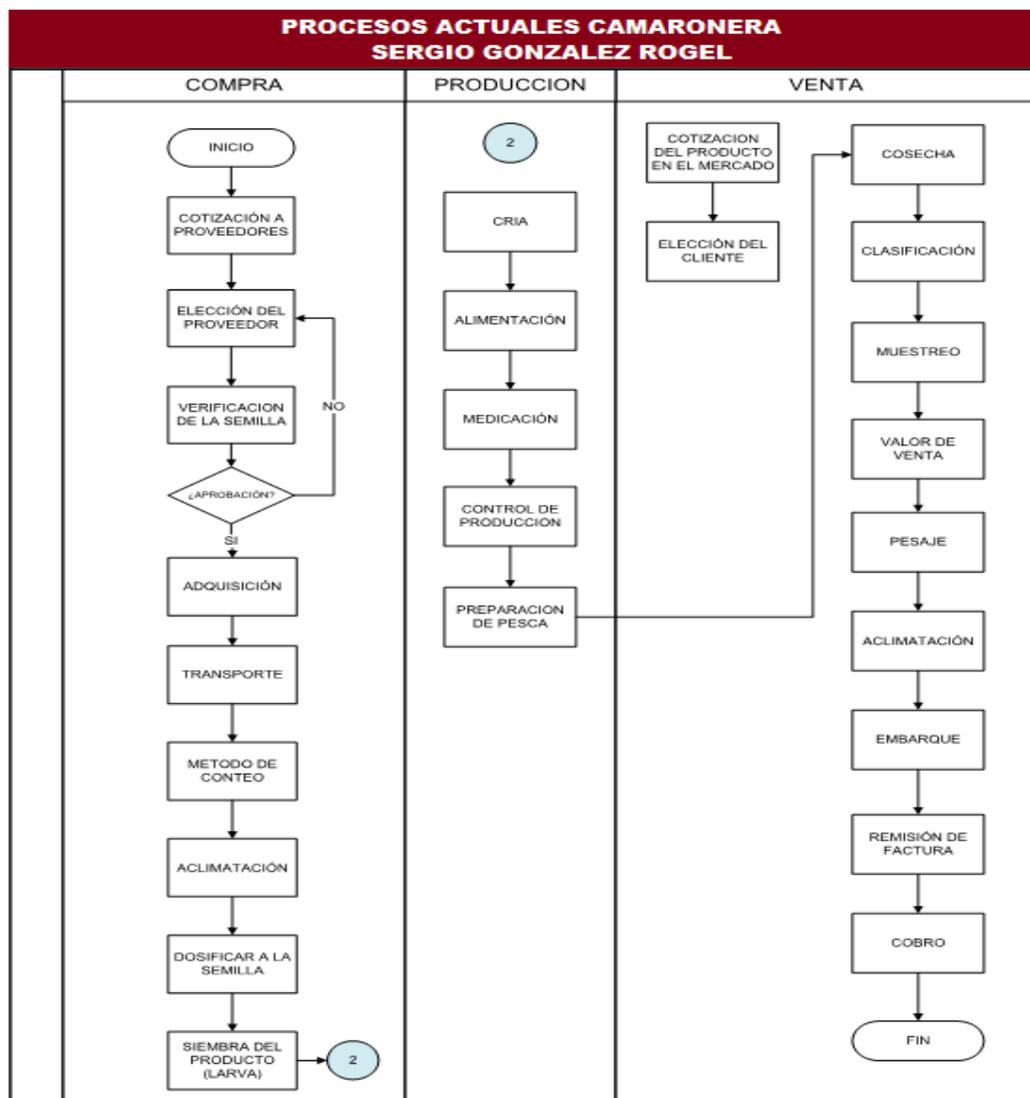 PROCESOS ACTUALES CAMARONERA
SERGIO GONZALEZ ROGEL
COMPRA
PRODUCCION
VENTA
INICIO
COTIZACIÓN A
PROVEEDORES
ELECCIÓN DEL
PROVEEDOR
VERIFICACION
DE LA SEMILLA
NO
¿APROBACIÓN?
SI
ADQUISICIÓN
TRANSPORTE
METODO DE
CONTEO
ACLIMATACIÓN
DOSIFICAR A LA
SEMILLA
SIEMBRA DEL
PRODUCTO
(LARVA)
2
2
CRIA
ALIMENTACIÓN
MEDICACIÓN
CONTROL DE
PRODUCCION
PREPARACION
DE PESCA
COTIZACION
DEL PRODUCTO
EN EL MERCADO
ELECCIÓN DEL
CLIENTE
COSECHA
CLASIFICACIÓN
MUESTREO
VALOR DE
VENTA
PESAJE
ACLIMATACIÓN
EMBARQUE
REMISIÓN DE
FACTURA
COBRO
FIN